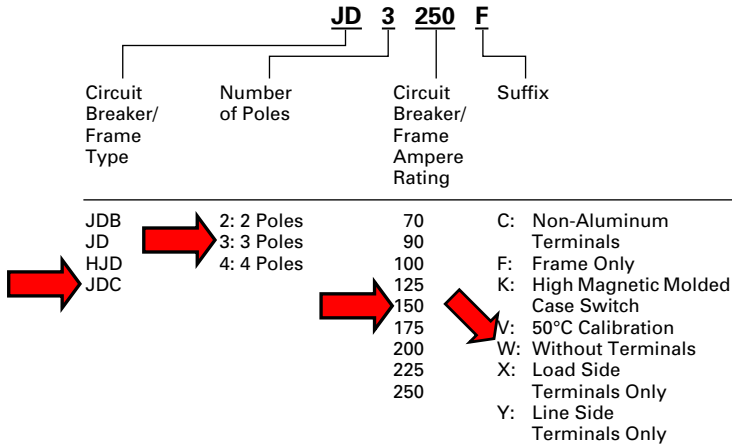 JD 3 250 F
Circuit Breaker/ Frame Type
Number of Poles
Circuit Breaker/ Frame Ampere Rating
Suffix
JDB
JD
HJD
JDC
2: 2 Poles
3: 3 Poles
4: 4 Poles
70
90
100
125
150
175
200
225
250
C: Non-Aluminum
Terminals
F: Frame Only
K: High Magnetic Molded
Case Switch
V: 50°C Calibration
W: Without Terminals
X: Load Side
Terminals Only
Y: Line Side
Terminals Only